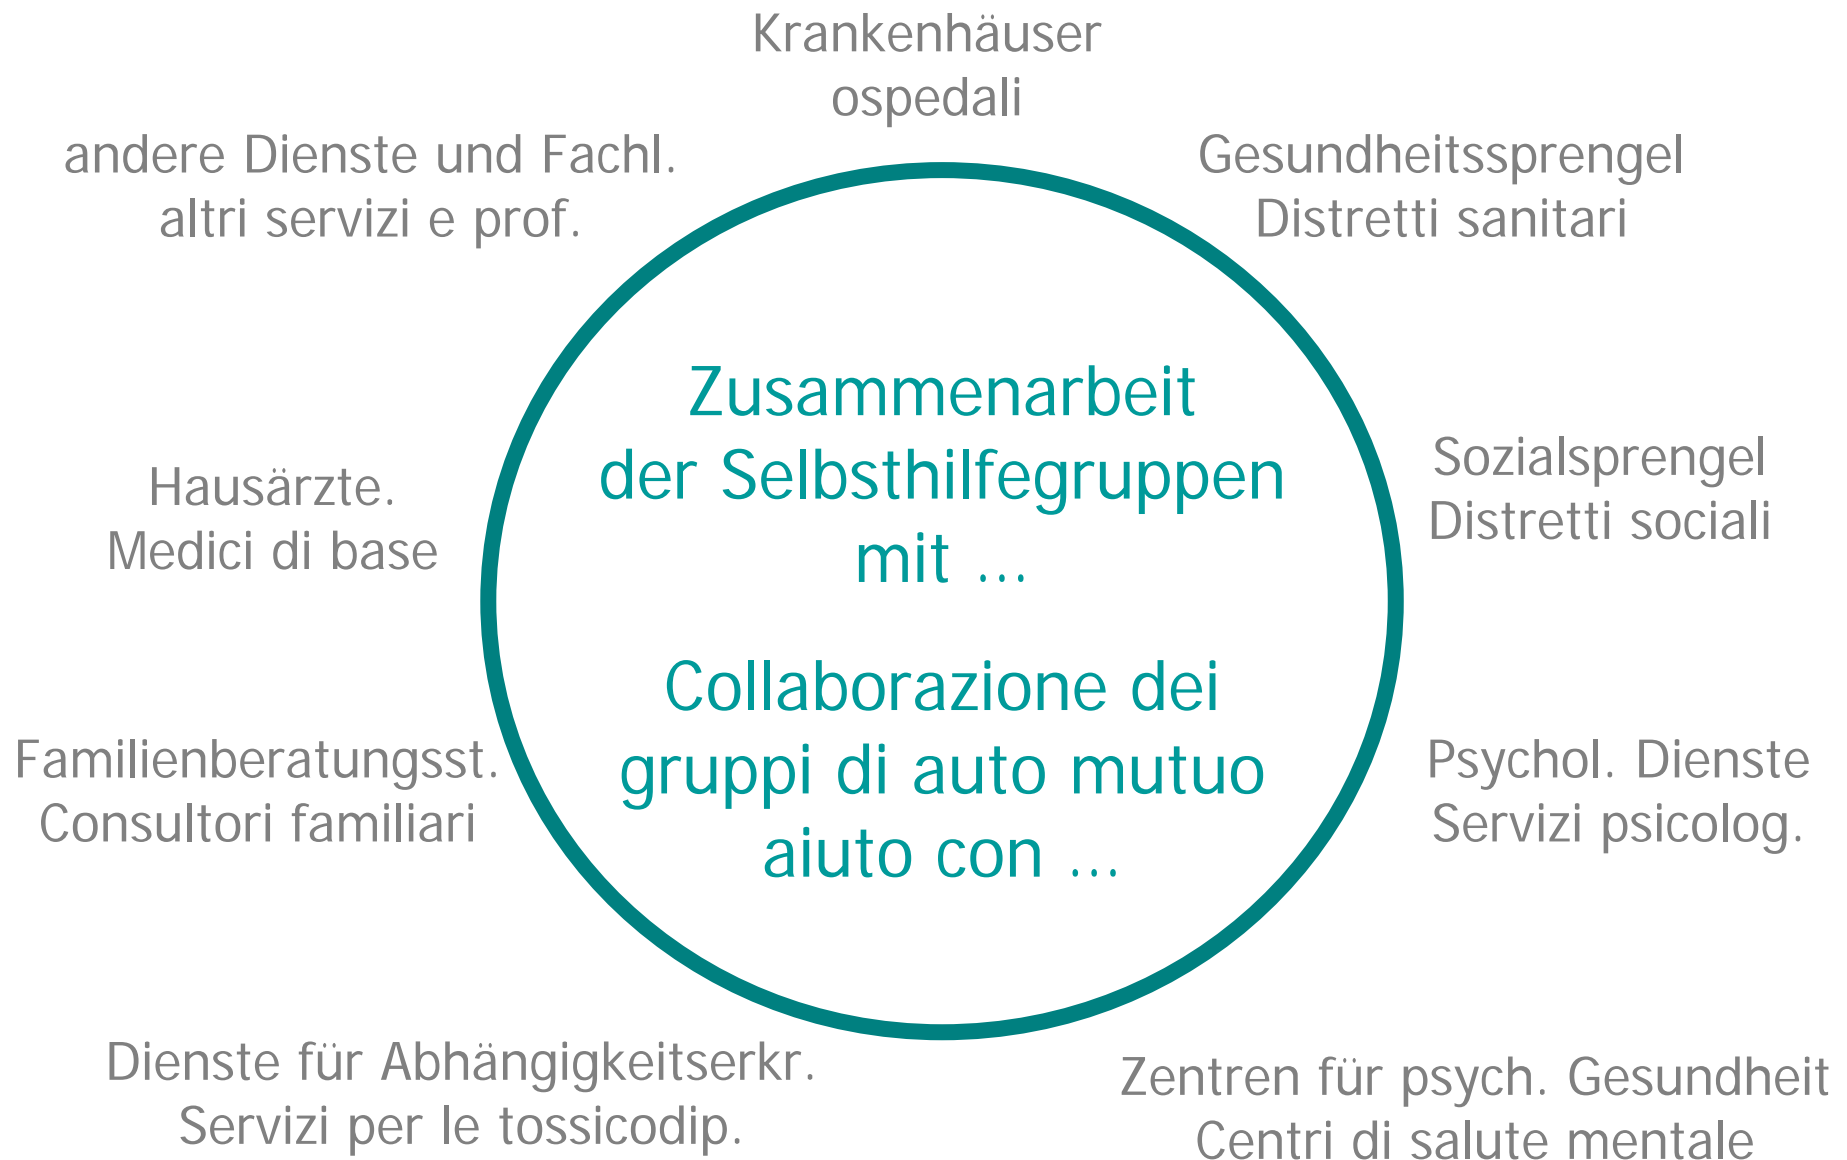 Krankenhäuser
ospedali
andere Dienste und Fachl.
altri servizi e prof.
Gesundheitssprengel
Distretti sanitari
Zusammenarbeit
der Selbsthilfegruppen
mit ...
Collaborazione dei
gruppi di auto mutuo
aiuto con ...
Hausärzte.
Medici di base
Sozialsprengel
Distretti sociali
Familienberatungsst.
Consultori familiari
Psychol. Dienste
Servizi psicolog.
Dienste für Abhängigkeitserkr.
Servizi per le tossicodip.
Zentren für psych. Gesundheit
Centri di salute mentale